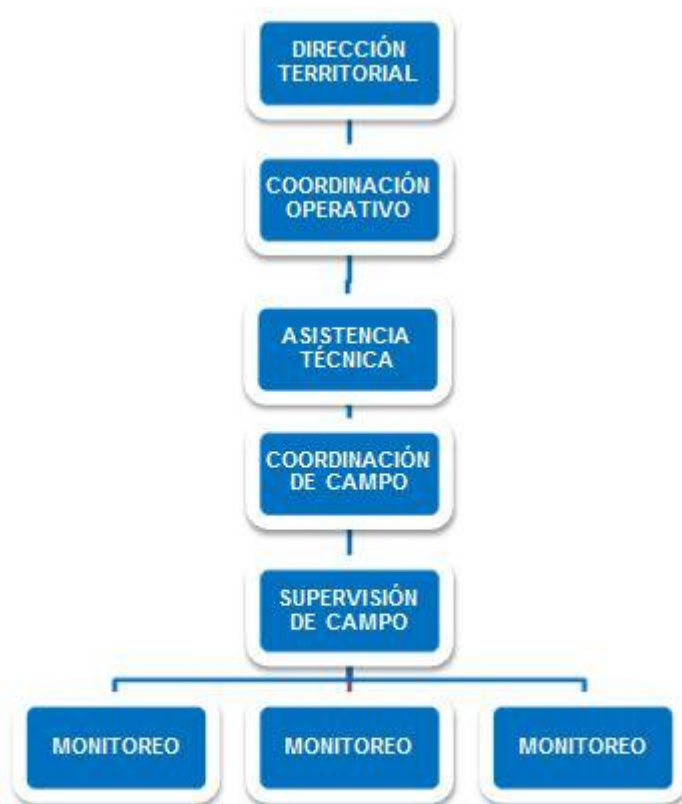 DIRECCIÓN
TERRITORIAL
COORDINACIÓN
OPERATIVO
ASISTENCIA
TÉCNICA
COORDINACIÓN
DE CAMPO
SUPERVISIÓN
DE CAMPO
MONITOREO
MONITOREO
MONITOREO